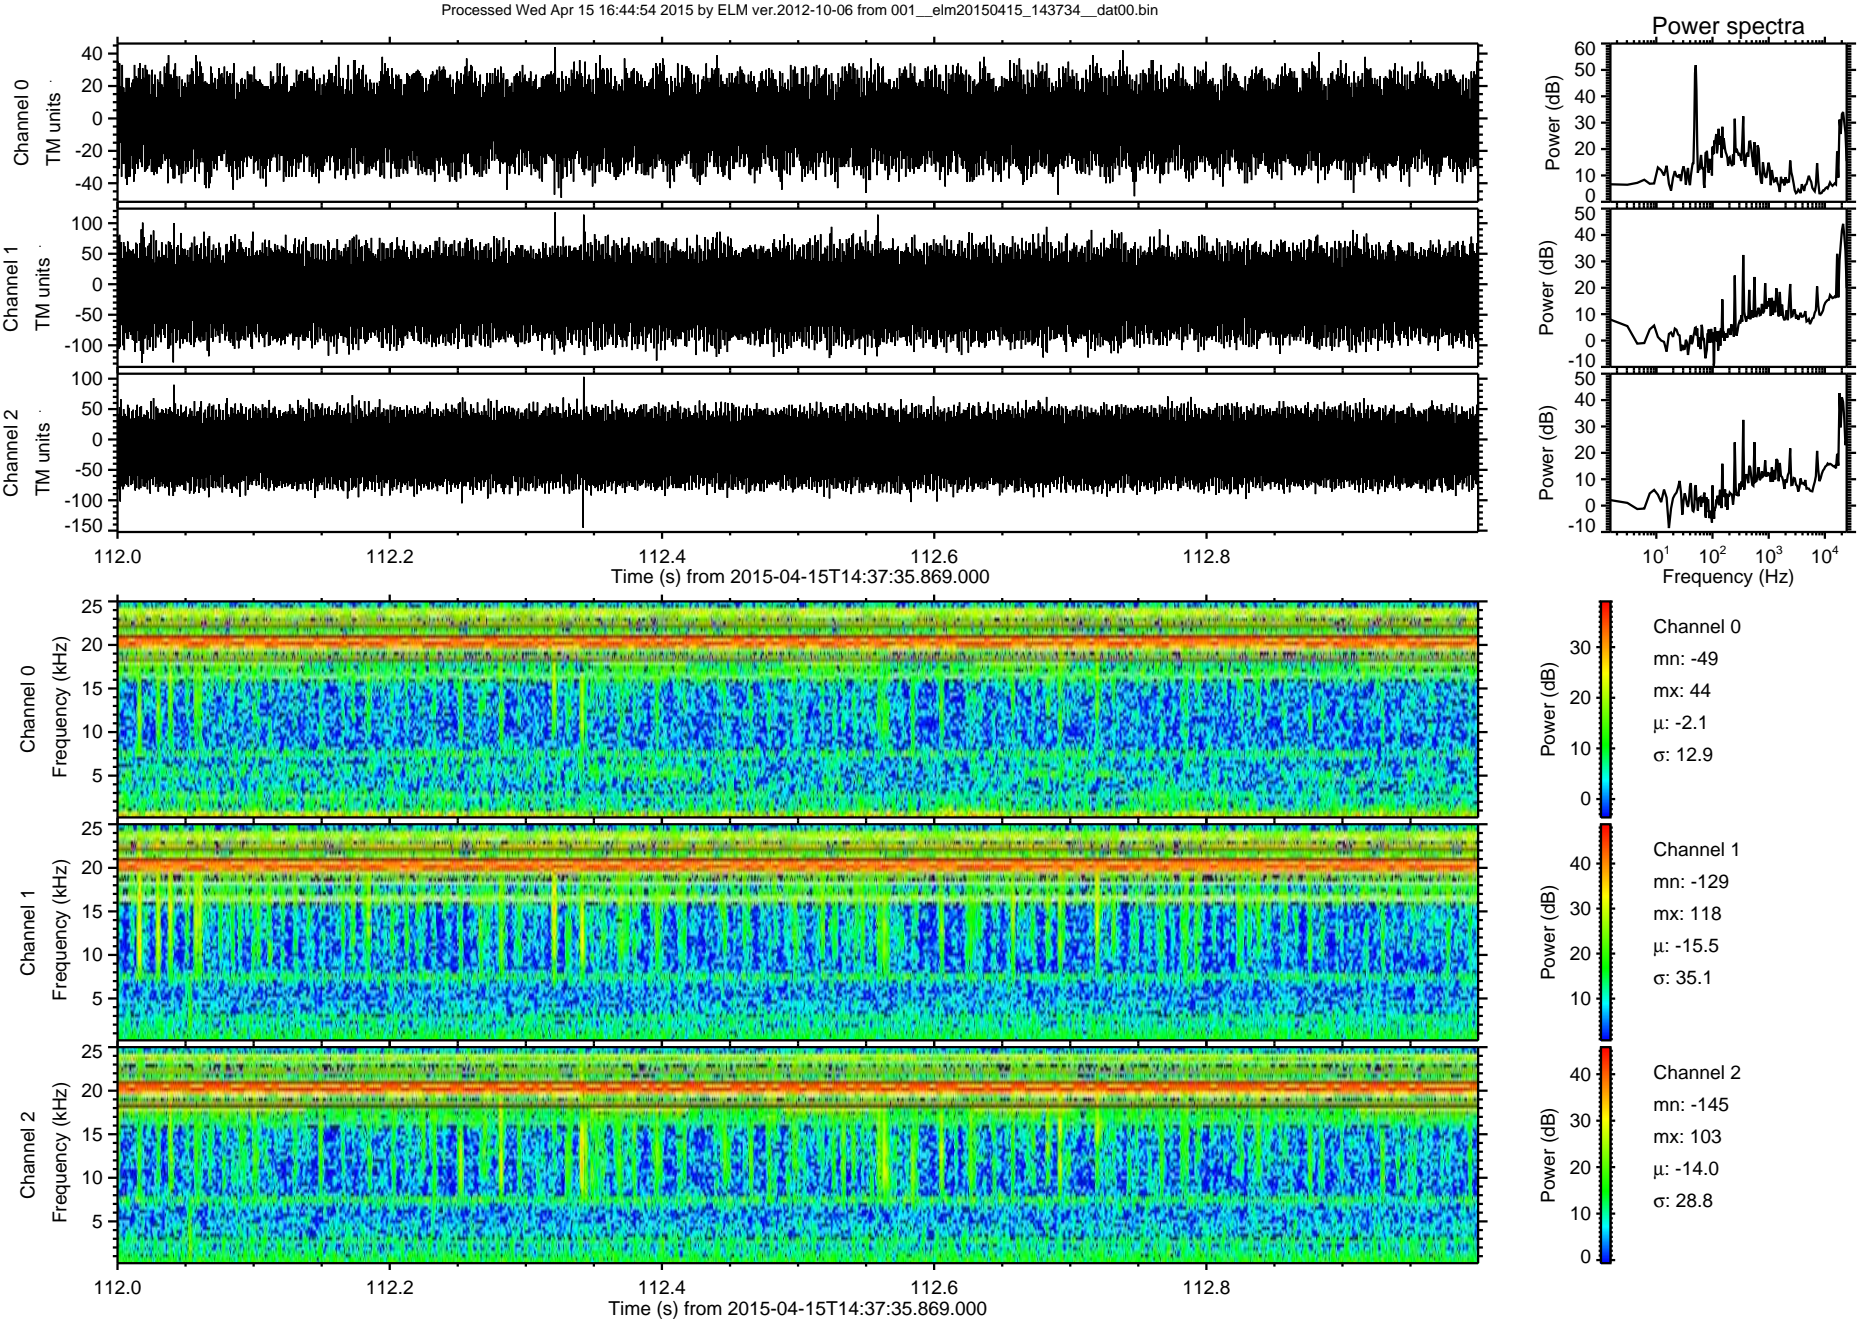 Processed Wed Apr 15 16:44:54 2015 by ELM ver.2012-10-06 from 001__elm20150415_143734__dat00.bin
Power spectra
Channel 0
TM units
40
20
0
-20
-40
Power (dB)
60
50
40
30
20
10
0
Channel 1
TM units
100
50
0
-50
-100
Power (dB)
50
40
30
20
10
0
-10
Channel 2
TM units
100
50
0
-50
-100
-150
Power (dB)
50
40
30
20
10
0
-10
112.0 112.2 112.4 112.6 112.8
Time (s) from 2015-04-15T14:37:35.869.000
10¹ 10² 10³ 10⁴
Frequency (Hz)
Channel 0
Frequency (kHz)
25
20
15
10
5
Power (dB)
30
20
10
0
Channel 0
mn: -49
mx: 44
µ: -2.1
σ: 12.9
Channel 1
Frequency (kHz)
25
20
15
10
5
Power (dB)
40
30
20
10
Channel 1
mn: -129
mx: 118
µ: -15.5
σ: 35.1
Channel 2
Frequency (kHz)
25
20
15
10
5
Power (dB)
40
30
20
10
0
Channel 2
mn: -145
mx: 103
µ: -14.0
σ: 28.8
112.0 112.2 112.4 112.6 112.8
Time (s) from 2015-04-15T14:37:35.869.000